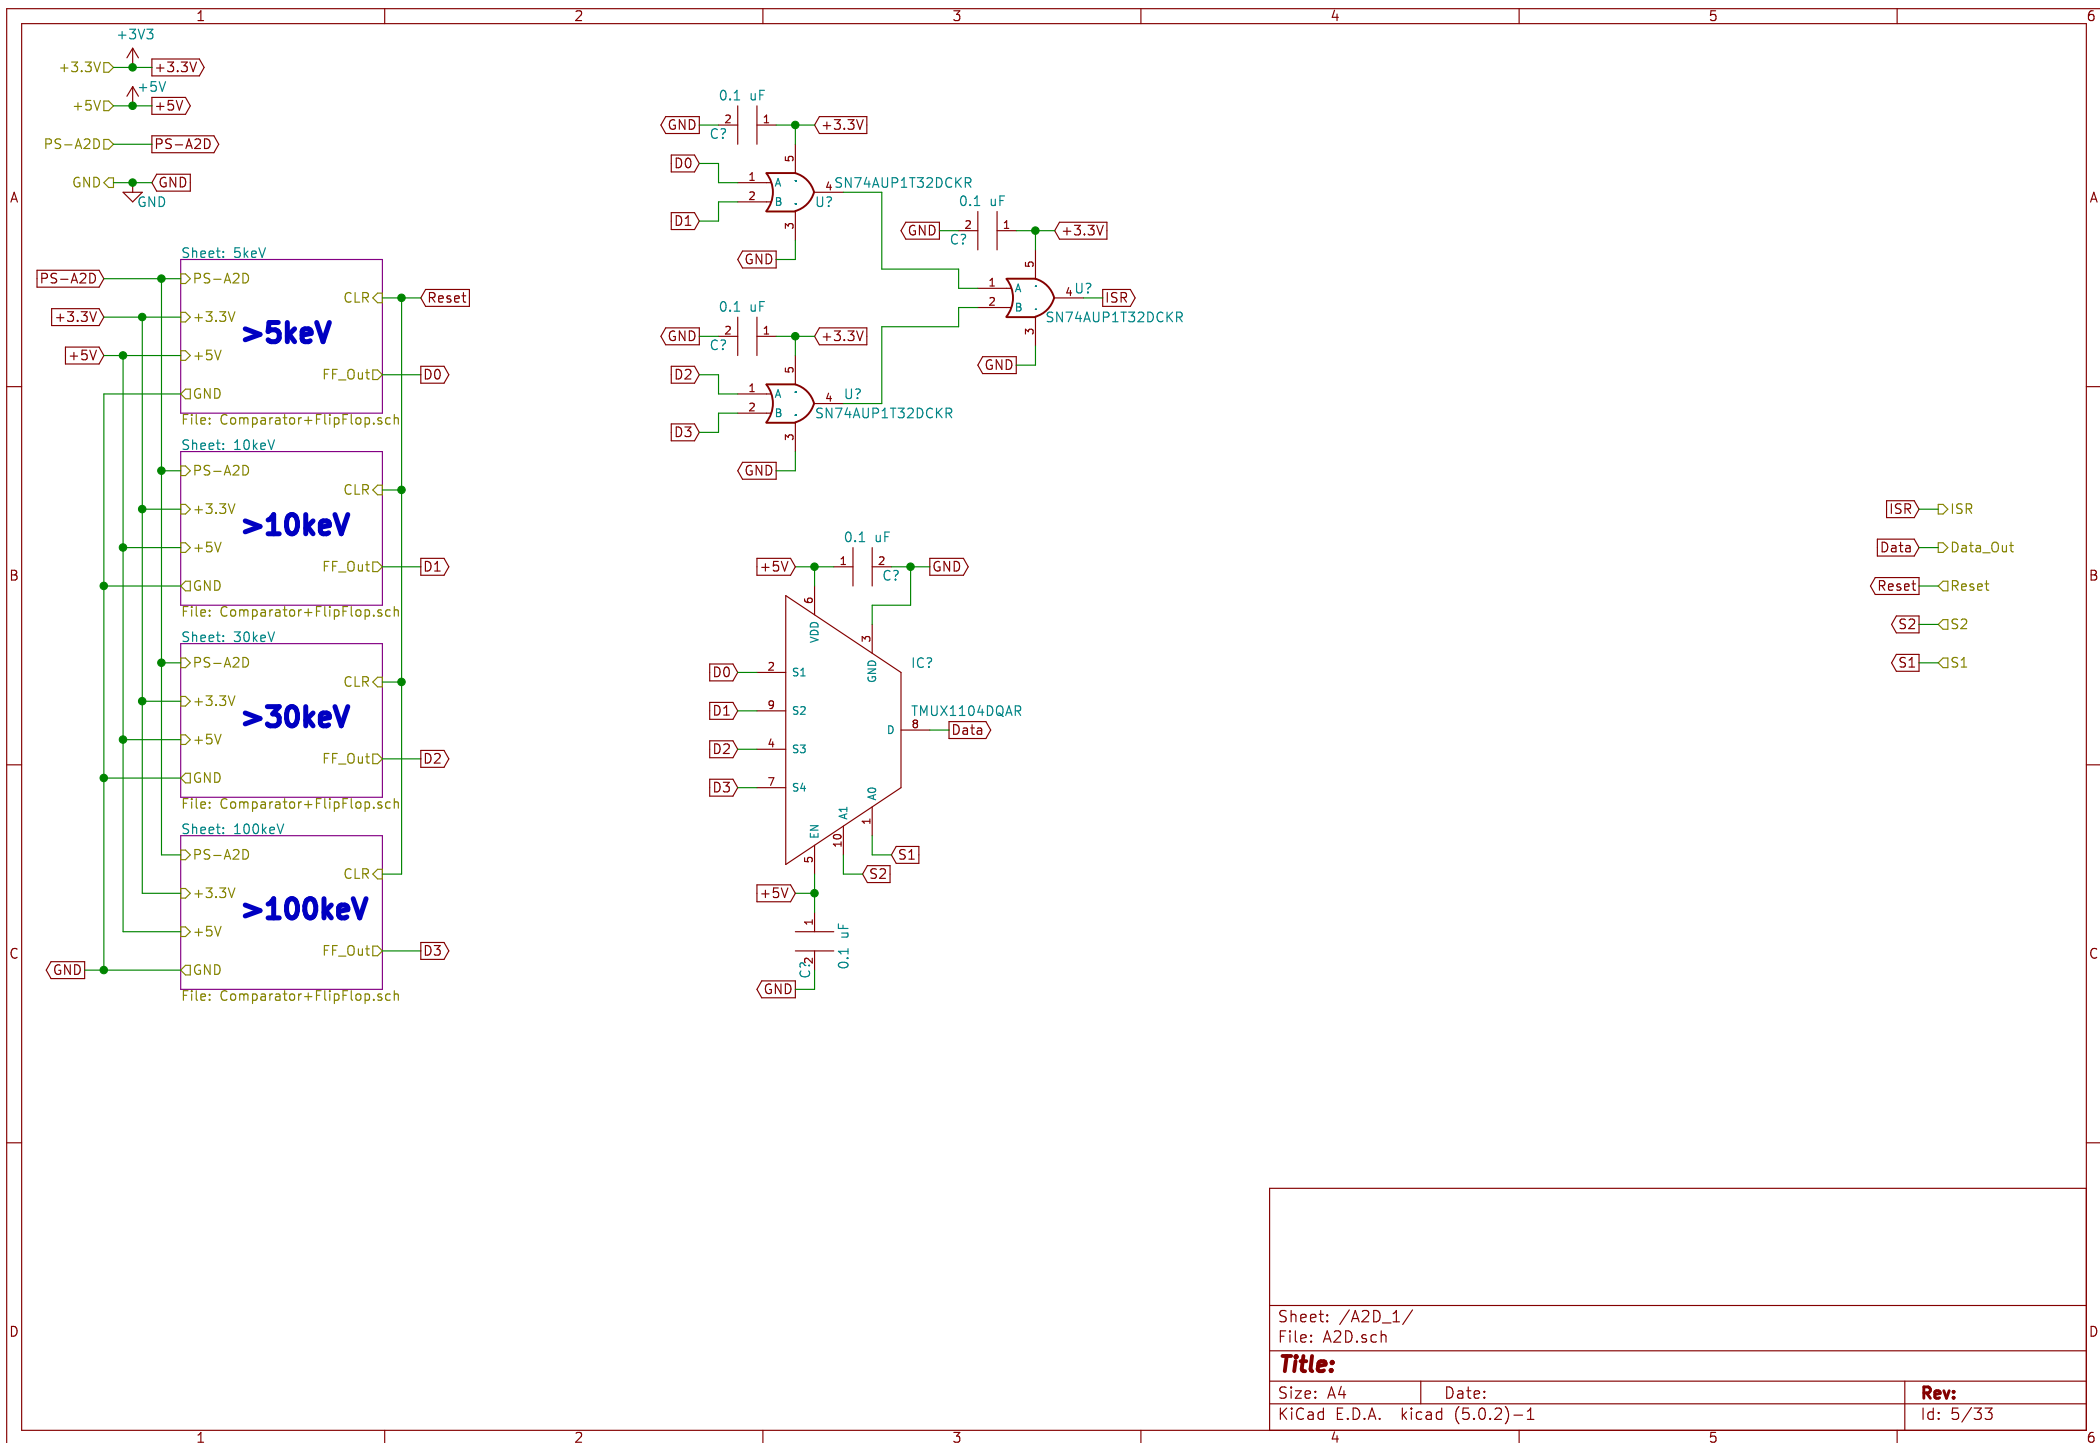 1 2 3 4 5 6
A
B
C
D
+3V3
+3.3V +3.3V
+5V
+5V +5V
PS-A2D PS-A2D
GND GND
GND
Sheet: 5keV
PS-A2D PS-A2D
CLR Reset
+3.3V +3.3V
>5keV
+5V +5V
FF_Out D0
GND
File: Comparator+FlipFlop.sch
Sheet: 10keV
PS-A2D
CLR
+3.3V
>10keV
+5V
FF_Out D1
GND
File: Comparator+FlipFlop.sch
Sheet: 30keV
PS-A2D
CLR
+3.3V
>30keV
+5V
FF_Out D2
GND
File: Comparator+FlipFlop.sch
Sheet: 100keV
PS-A2D
CLR
+3.3V
>100keV
+5V
FF_Out D3
GND GND
File: Comparator+FlipFlop.sch
0.1 uF
GND 2 1 +3.3V
C?
D0
5
1 A
4 SN74AUP1T32DCKR
2 B
U?
D1
3
GND
0.1 uF
GND 2 1 +3.3V
C?
5
1 A
4 U?
ISR
2 B
SN74AUP1T32DCKR
3
GND
0.1 uF
GND 2 1 +3.3V
C?
D2
5
1 A
U?
4
2 B
SN74AUP1T32DCKR
D3
3
GND
0.1 uF
+5V 1 2 GND
C?
6
VDD
3
GND
IC?
D0 2 S1
TMUX1104DQAR
D1 9 S2
D 8 Data
D2 4 S3
D3 7 S4
A0
A1
EN
1
10
5
S1
S2
+5V
1
0.1 uF
2
C?
GND
ISR ISR
Data Data_Out
Reset Reset
S2 S2
S1 S1
Sheet: /A2D_1/
File: A2D.sch
Title:
Size: A4 Date: Rev:
KiCad E.D.A. kicad (5.0.2)-1 Id: 5/33
A
B
C
D
1 2 3 4 5 6